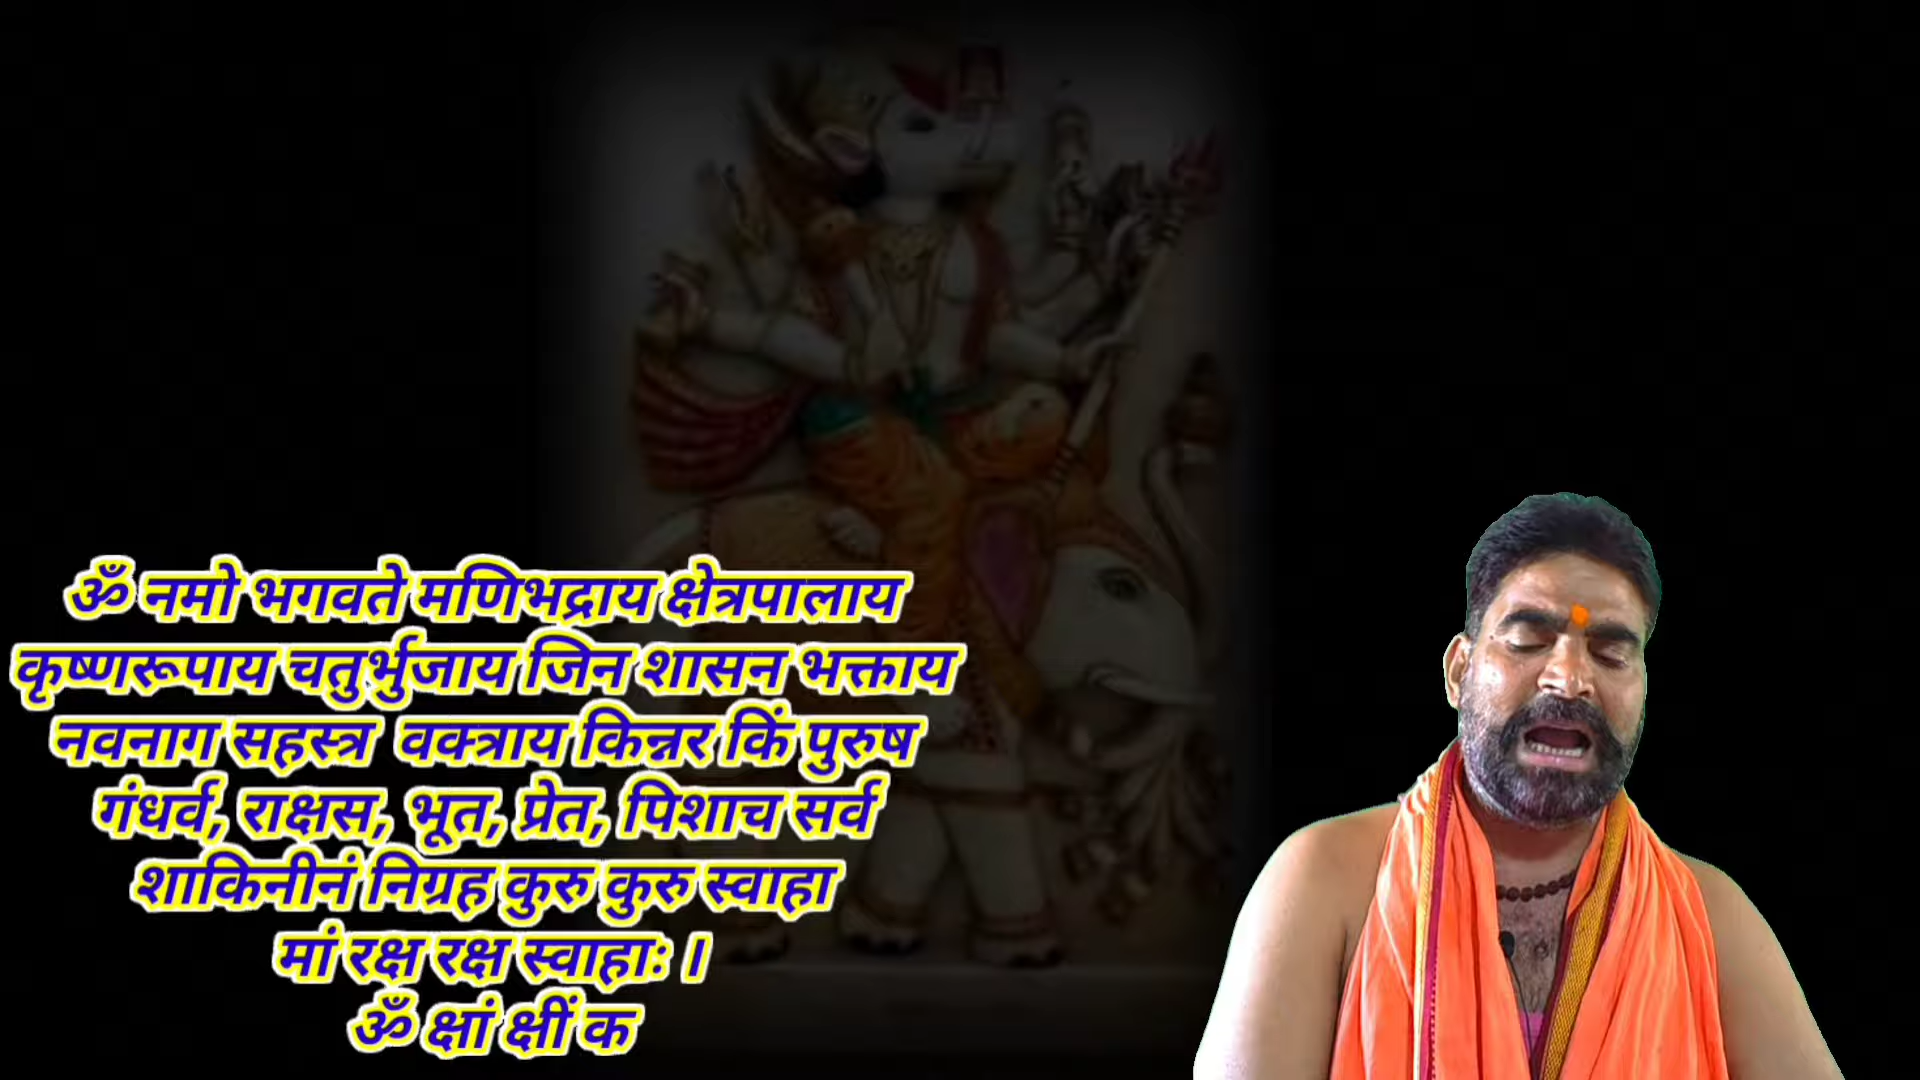 ॐ नमो भगवते मणिभद्राय क्षेत्रपालाय
कृष्णरूपाय चतुर्भुजाय जिन शासन भक्ताय
नवनाग सहस्त्र वक्त्राय किन्नर किं पुरुष
गंधर्व, राक्षस, भूत, प्रेत, पिशाच सर्व
शाकिनीनं निग्रह कुरु कुरु स्वाहा
मां रक्ष रक्ष स्वाहाः ।
ॐ क्षां क्षीं क